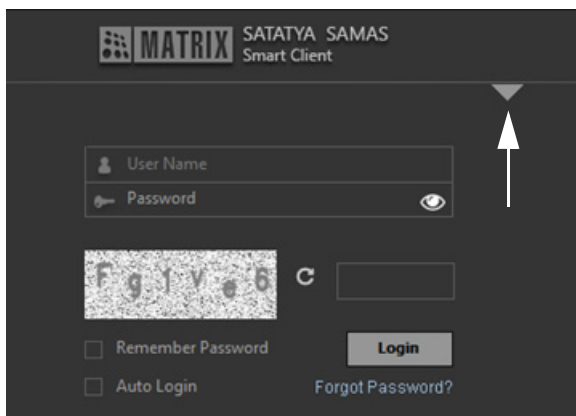 MATRIX
SATATYA SAMAS
Smart Client
User Name
Password
Fg1Ve6
Remember Password
Login
Auto Login
Forgot Password?